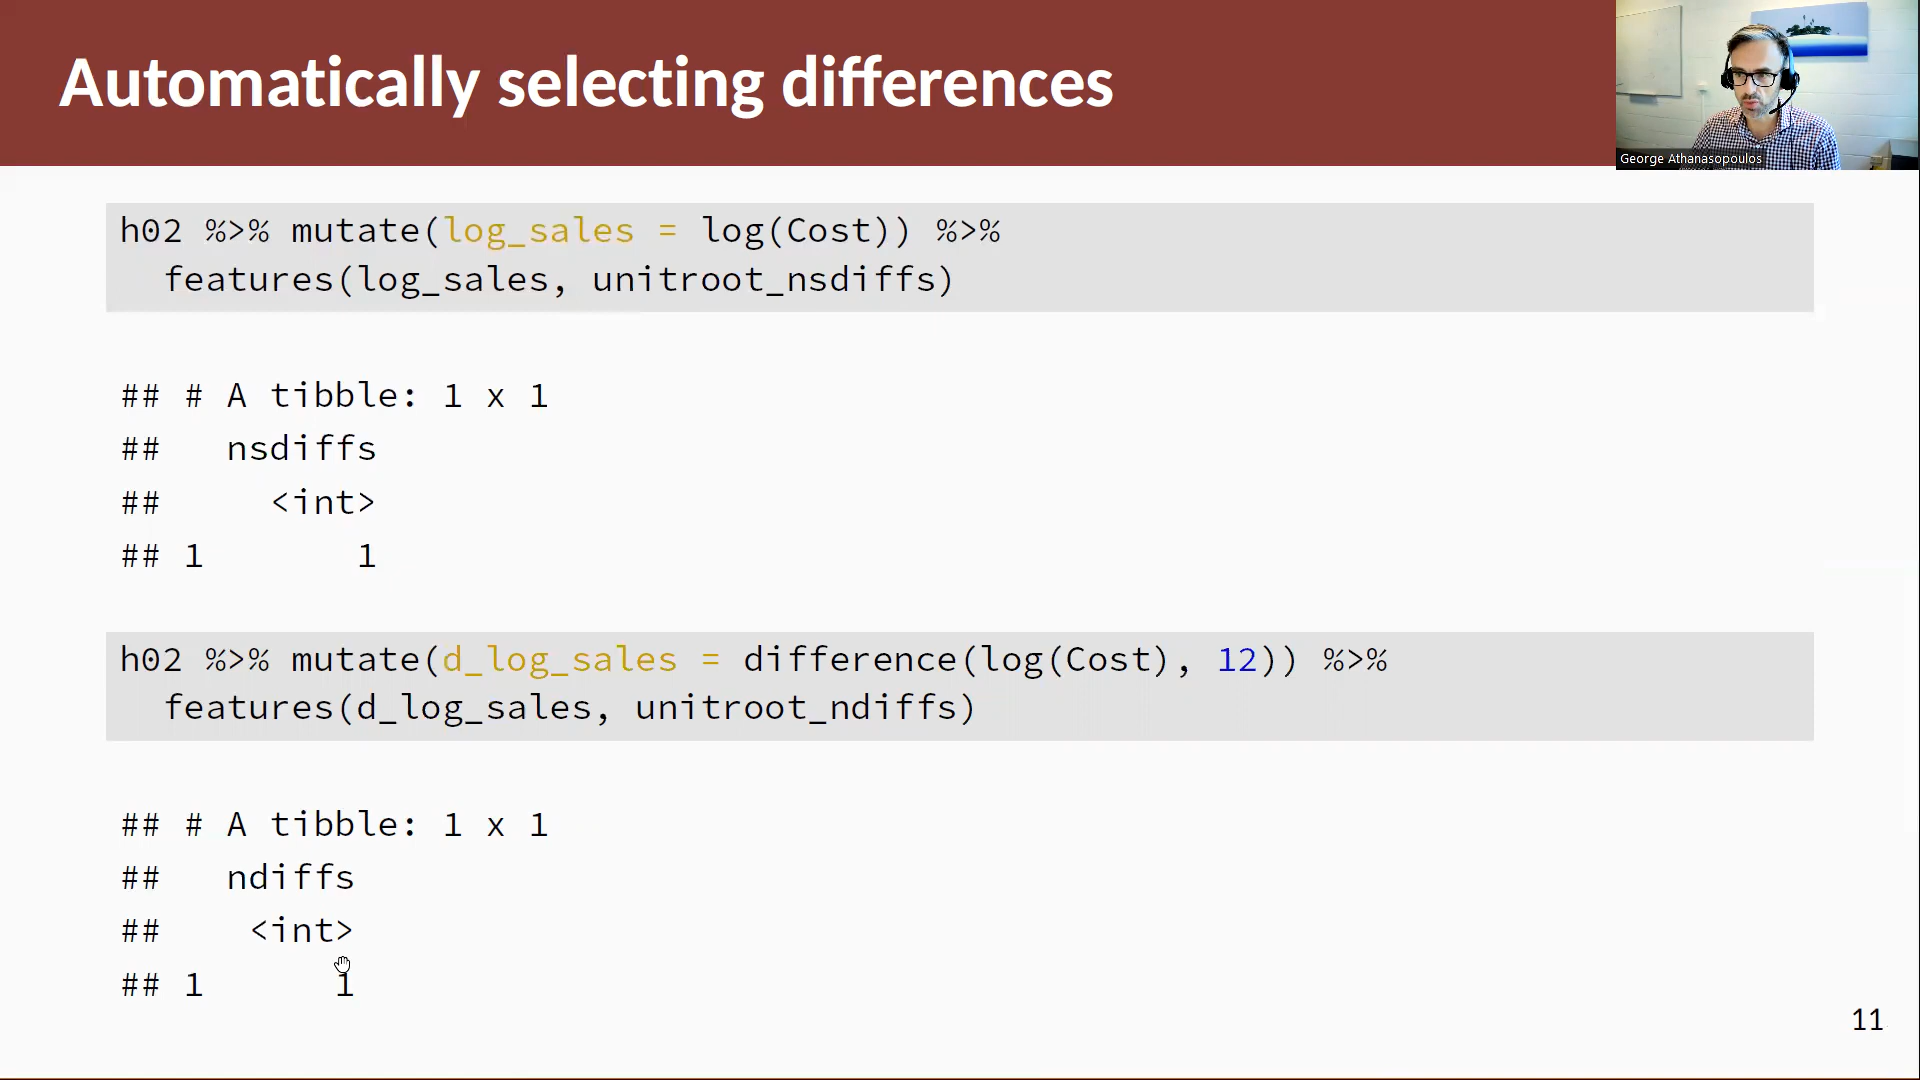 Automatically selecting differences
George Athanasopoulos
h02 %>% mutate(log_sales = log(Cost)) %>%
  features(log_sales, unitroot_nsdiffs)
## # A tibble: 1 x 1
##   nsdiffs
##     <int>
## 1       1
h02 %>% mutate(d_log_sales = difference(log(Cost), 12)) %>%
  features(d_log_sales, unitroot_ndiffs)
## # A tibble: 1 x 1
##   ndiffs
##    <int>
## 1      1
11